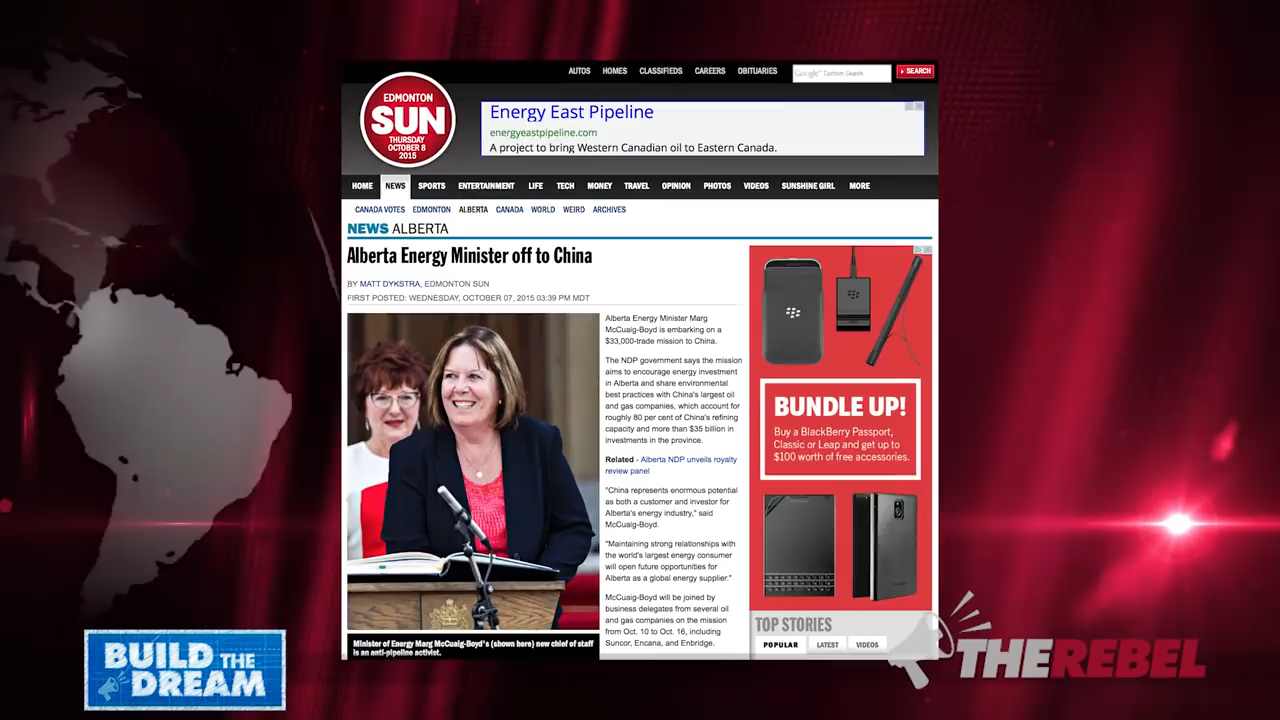 AUTOS HOMES CLASSIFIEDS CAREERS OBITUARIES
Google™ Custom Search
SEARCH
EDMONTON
SUN
THURSDAY
OCTOBER 8
2015
Energy East Pipeline
energyeastpipeline.com
A project to bring Western Canadian oil to Eastern Canada.
HOME NEWS SPORTS ENTERTAINMENT LIFE TECH MONEY TRAVEL OPINION PHOTOS VIDEOS SUNSHINE GIRL MORE
CANADA VOTES EDMONTON ALBERTA CANADA WORLD WEIRD ARCHIVES
NEWS ALBERTA
Alberta Energy Minister off to China
BY MATT DYKSTRA, EDMONTON SUN
FIRST POSTED: WEDNESDAY, OCTOBER 07, 2015 03:39 PM MDT
Alberta Energy Minister Marg
McCuaig-Boyd is embarking on a
$33,000-trade mission to China.
The NDP government says the mission
aims to encourage energy investment
in Alberta and share environmental
best practices with China's largest oil
and gas companies, which account for
roughly 80 per cent of China's refining
capacity and more than $35 billion in
investments in the province.
Related - Alberta NDP unveils royalty
review panel
"China represents enormous potential
as both a customer and investor for
Alberta's energy industry," said
McCuaig-Boyd.
"Maintaining strong relationships with
the world's largest energy consumer
will open future opportunities for
Alberta as a global energy supplier."
McCuaig-Boyd will be joined by
business delegates from several oil
and gas companies on the mission
from Oct. 10 to Oct. 16, including
Suncor, Encana, and Enbridge.
Minister of Energy Marg McCuaig-Boyd's (shown here) new chief of staff
is an anti-pipeline activist.
BUNDLE UP!
Buy a BlackBerry Passport,
Classic or Leap and get up to
$100 worth of free accessories.
TOP STORIES
POPULAR LATEST VIDEOS
BUILD THE
DREAM
THEREBEL